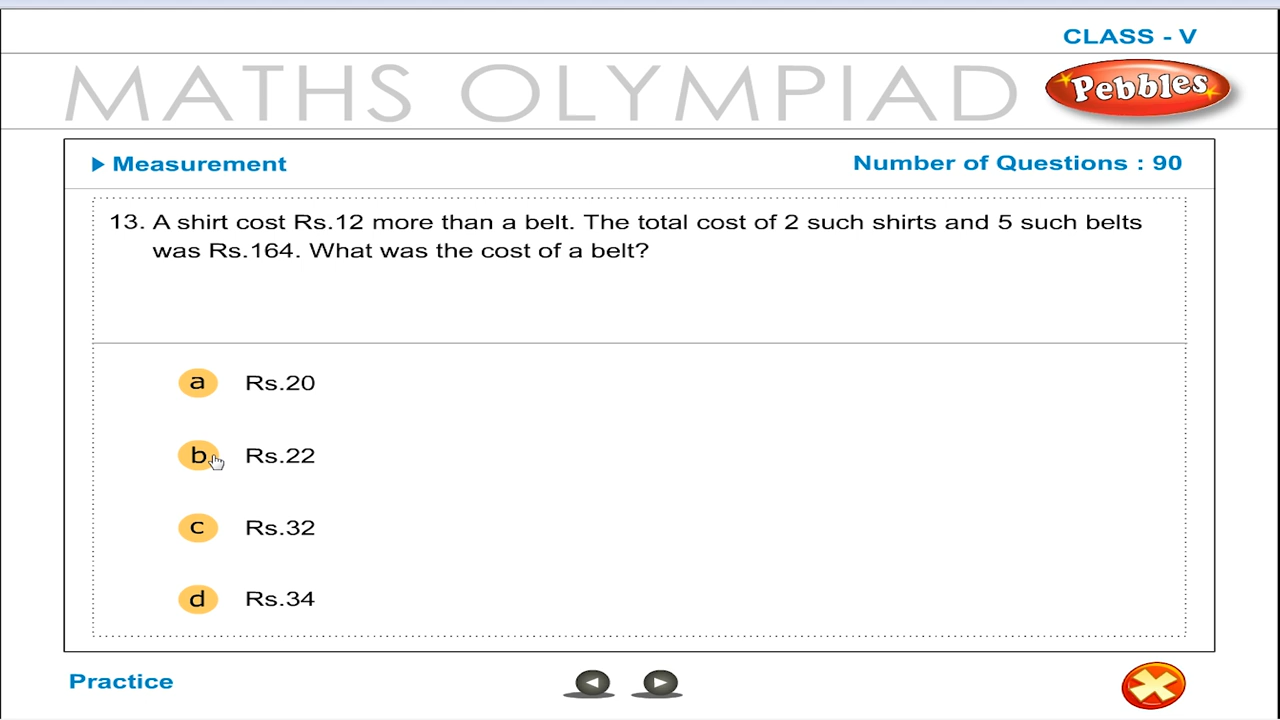 CLASS - V
MATHS OLYMPIAD
Pebbles
Measurement
Number of Questions : 90
13. A shirt cost Rs.12 more than a belt. The total cost of 2 such shirts and 5 such belts
was Rs.164. What was the cost of a belt?
a Rs.20
b Rs.22
c Rs.32
d Rs.34
Practice